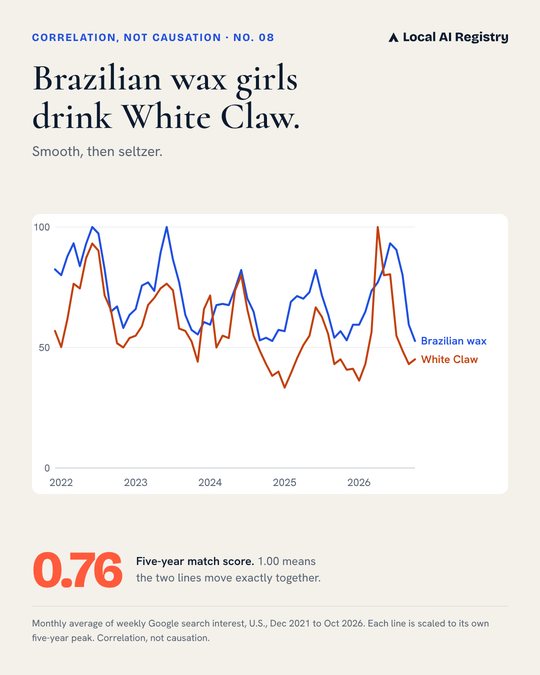 CORRELATION, NOT CAUSATION · NO. 08
Local AI Registry
Brazilian wax girls
drink White Claw.
Smooth, then seltzer.
100
50
0
Brazilian wax
White Claw
2022 2023 2024 2025 2026
0.76
Five-year match score. 1.00 means
the two lines move exactly together.
Monthly average of weekly Google search interest, U.S., Dec 2021 to Oct 2026. Each line is scaled to its own
five-year peak. Correlation, not causation.